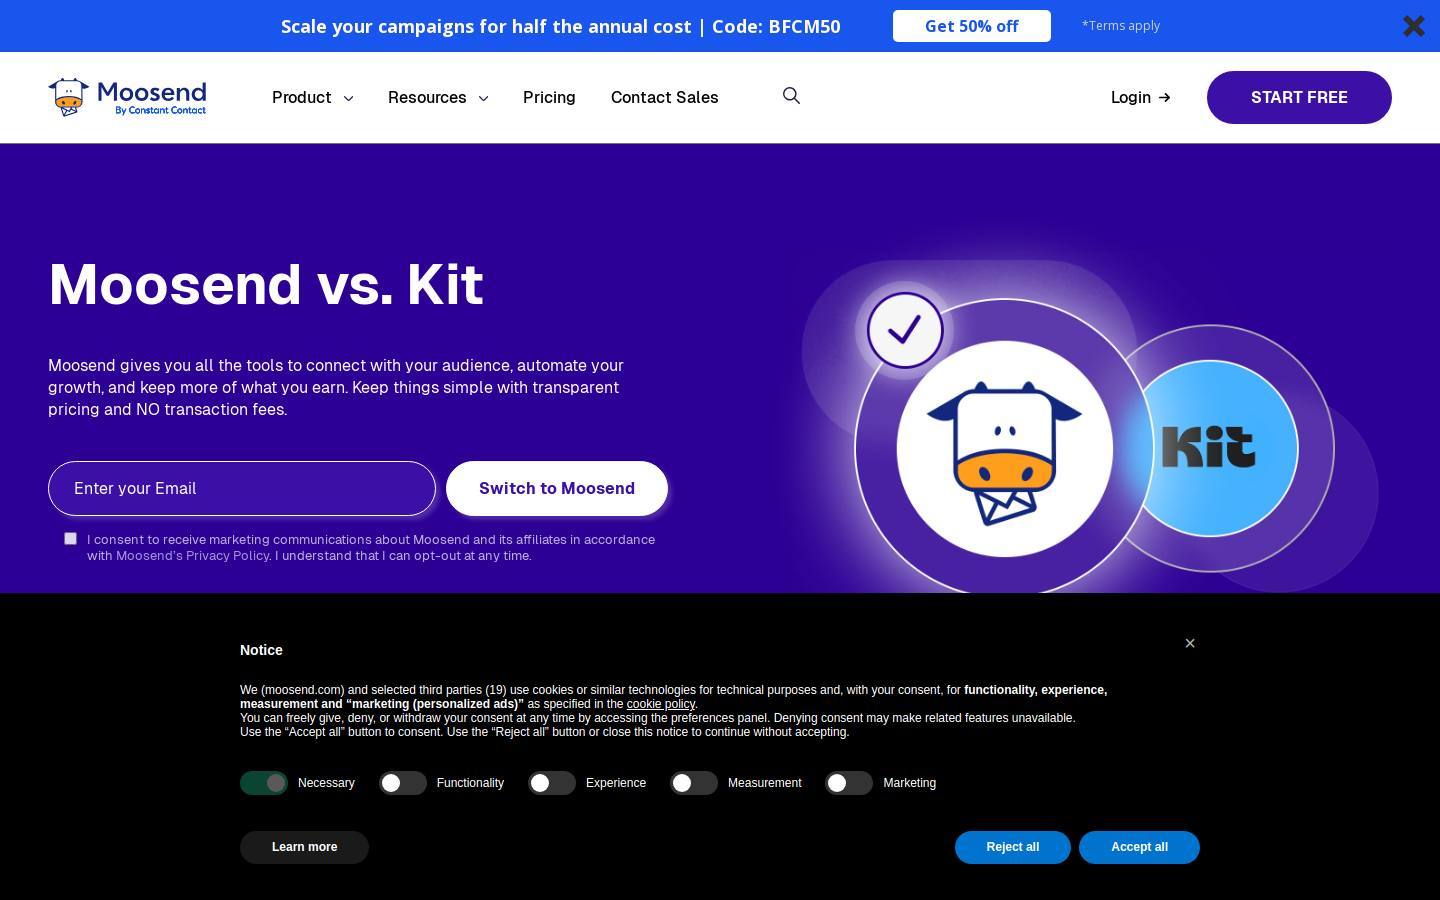 Scale your campaigns for half the annual cost | Code: BFCM50
Get 50% off
*Terms apply
Moosend
By Constant Contact
Product
Resources
Pricing
Contact Sales
Login →
START FREE
Moosend vs. Kit
Moosend gives you all the tools to connect with your audience, automate your
growth, and keep more of what you earn. Keep things simple with transparent
pricing and NO transaction fees.
Enter your Email
Switch to Moosend
I consent to receive marketing communications about Moosend and its affiliates in accordance
with Moosend's Privacy Policy. I understand that I can opt-out at any time.
Kit
Notice
We (moosend.com) and selected third parties (19) use cookies or similar technologies for technical purposes and, with your consent, for functionality, experience,
measurement and “marketing (personalized ads)” as specified in the cookie policy.
You can freely give, deny, or withdraw your consent at any time by accessing the preferences panel. Denying consent may make related features unavailable.
Use the “Accept all” button to consent. Use the “Reject all” button or close this notice to continue without accepting.
Necessary
Functionality
Experience
Measurement
Marketing
Learn more
Reject all
Accept all